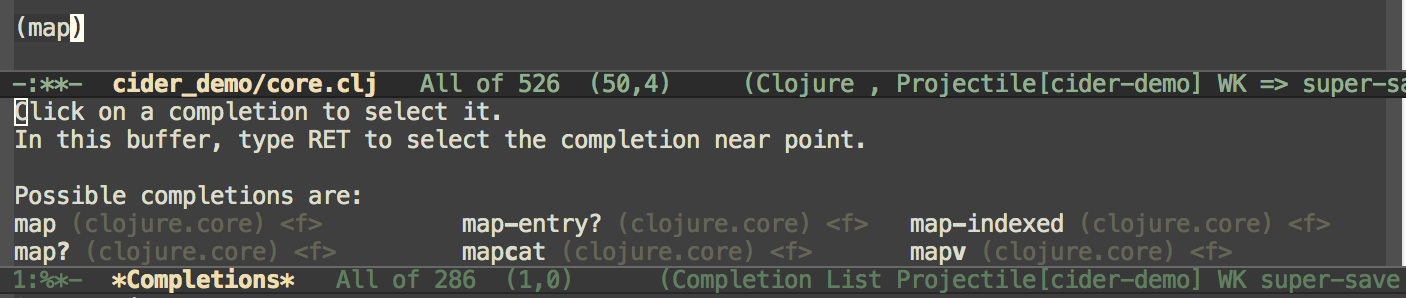 (map)
-:**-  cider_demo/core.clj   All of 526  (50,4)     (Clojure , Projectile[cider-demo] WK => super-sa
Click on a completion to select it.
In this buffer, type RET to select the completion near point.
Possible completions are:
map (clojure.core) <f>          map-entry? (clojure.core) <f>   map-indexed (clojure.core) <f>
map? (clojure.core) <f>         mapcat (clojure.core) <f>       mapv (clojure.core) <f>
1:%*-  *Completions*   All of 286  (1,0)      (Completion List Projectile[cider-demo] WK super-save